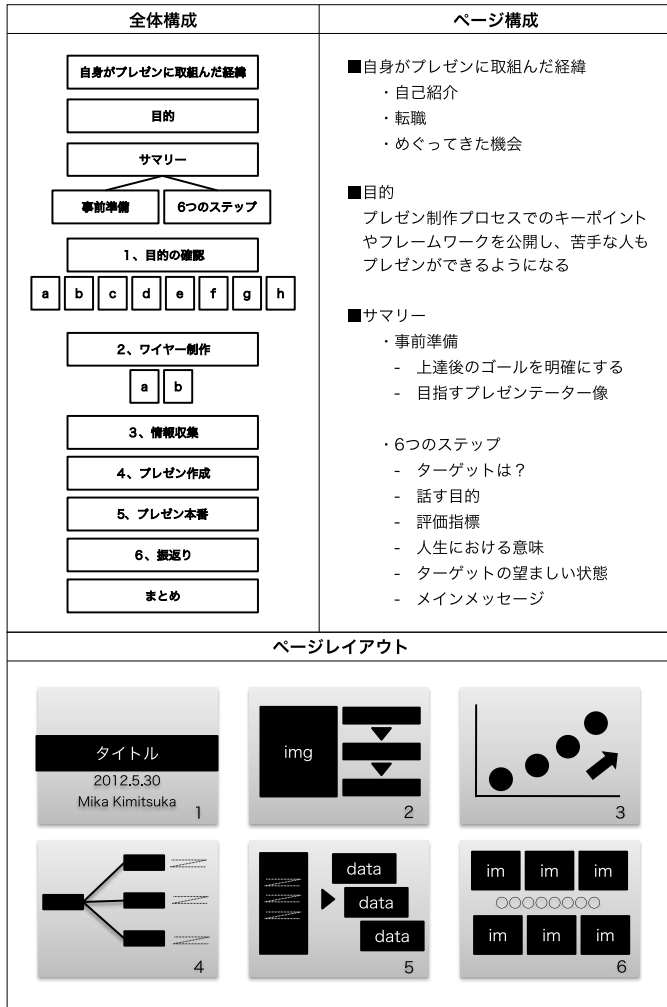 全体構成
自身がプレゼンに取組んだ経緯
目的
サマリー
事前準備
6つのステップ
1、目的の確認
a b c d e f g h
2、ワイヤー制作
a b
3、情報収集
4、プレゼン作成
5、プレゼン本番
6、振返り
まとめ
ページ構成
■自身がプレゼンに取組んだ経緯
・自己紹介
・転職
・めぐってきた機会
■目的
プレゼン制作プロセスでのキーポイント
やフレームワークを公開し、苦手な人も
プレゼンができるようになる
■サマリー
・事前準備
- 上達後のゴールを明確にする
- 目指すプレゼンテーター像
・6つのステップ
- ターゲットは？
- 話す目的
- 評価指標
- 人生における意味
- ターゲットの望ましい状態
- メインメッセージ
ページレイアウト
タイトル
2012.5.30
Mika Kimitsuka
1
img
2
3
4
data
data
data
5
im im im
○○○○○○○○
im im im
6